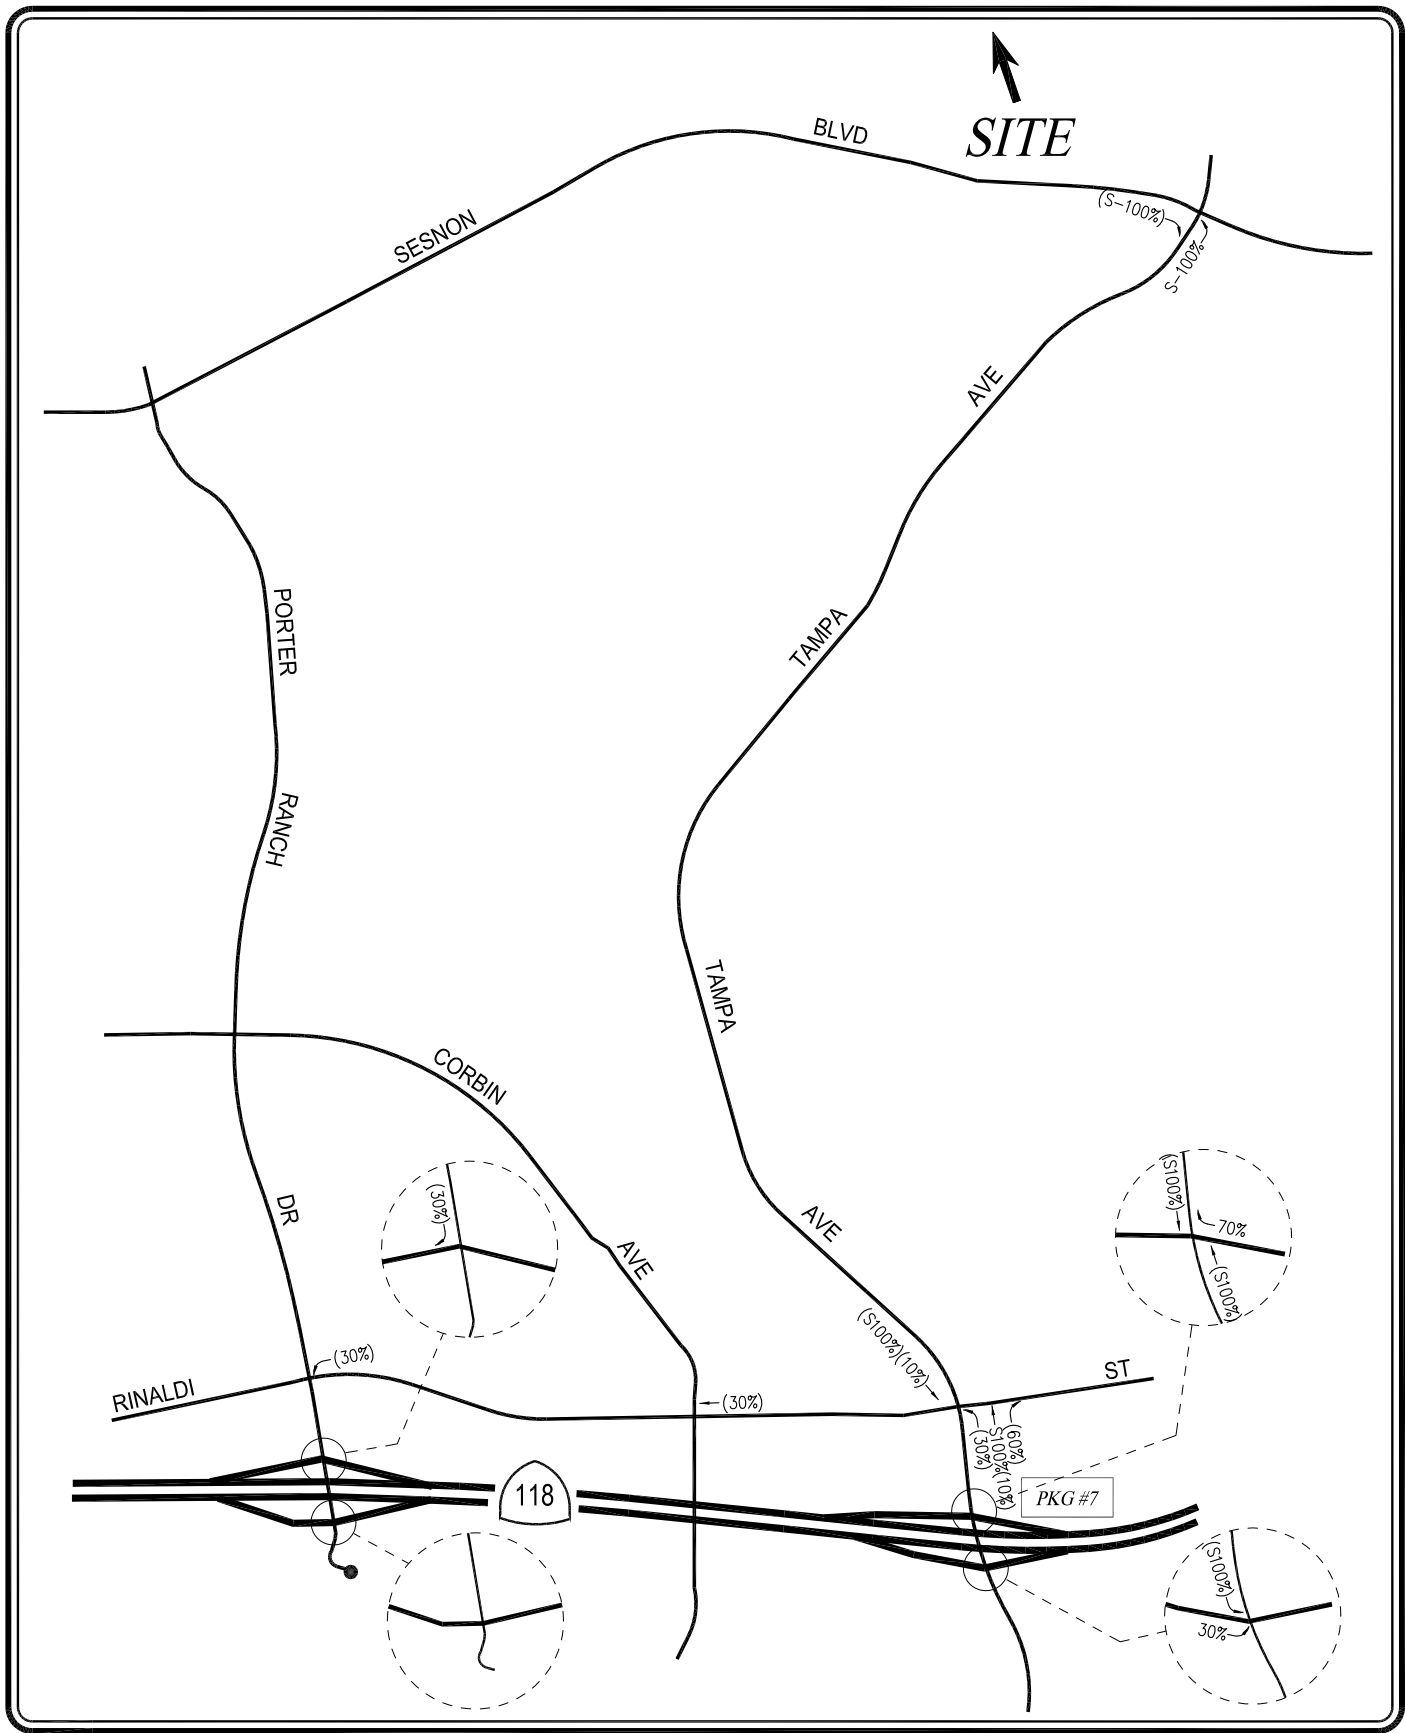 SITE
BLVD
SESNON
(S-100%)
S-100%
AVE
PORTER
TAMPA
RANCH
TAMPA
CORBIN
DR
AVE
AVE
(30%)
(S100%)
70%
(S100%)
(S100%)(10%)
(30%)
ST
RINALDI
(30%)
(30%)
S100%(10%)
(60%)
118
PKG #7
(S100%)
30%